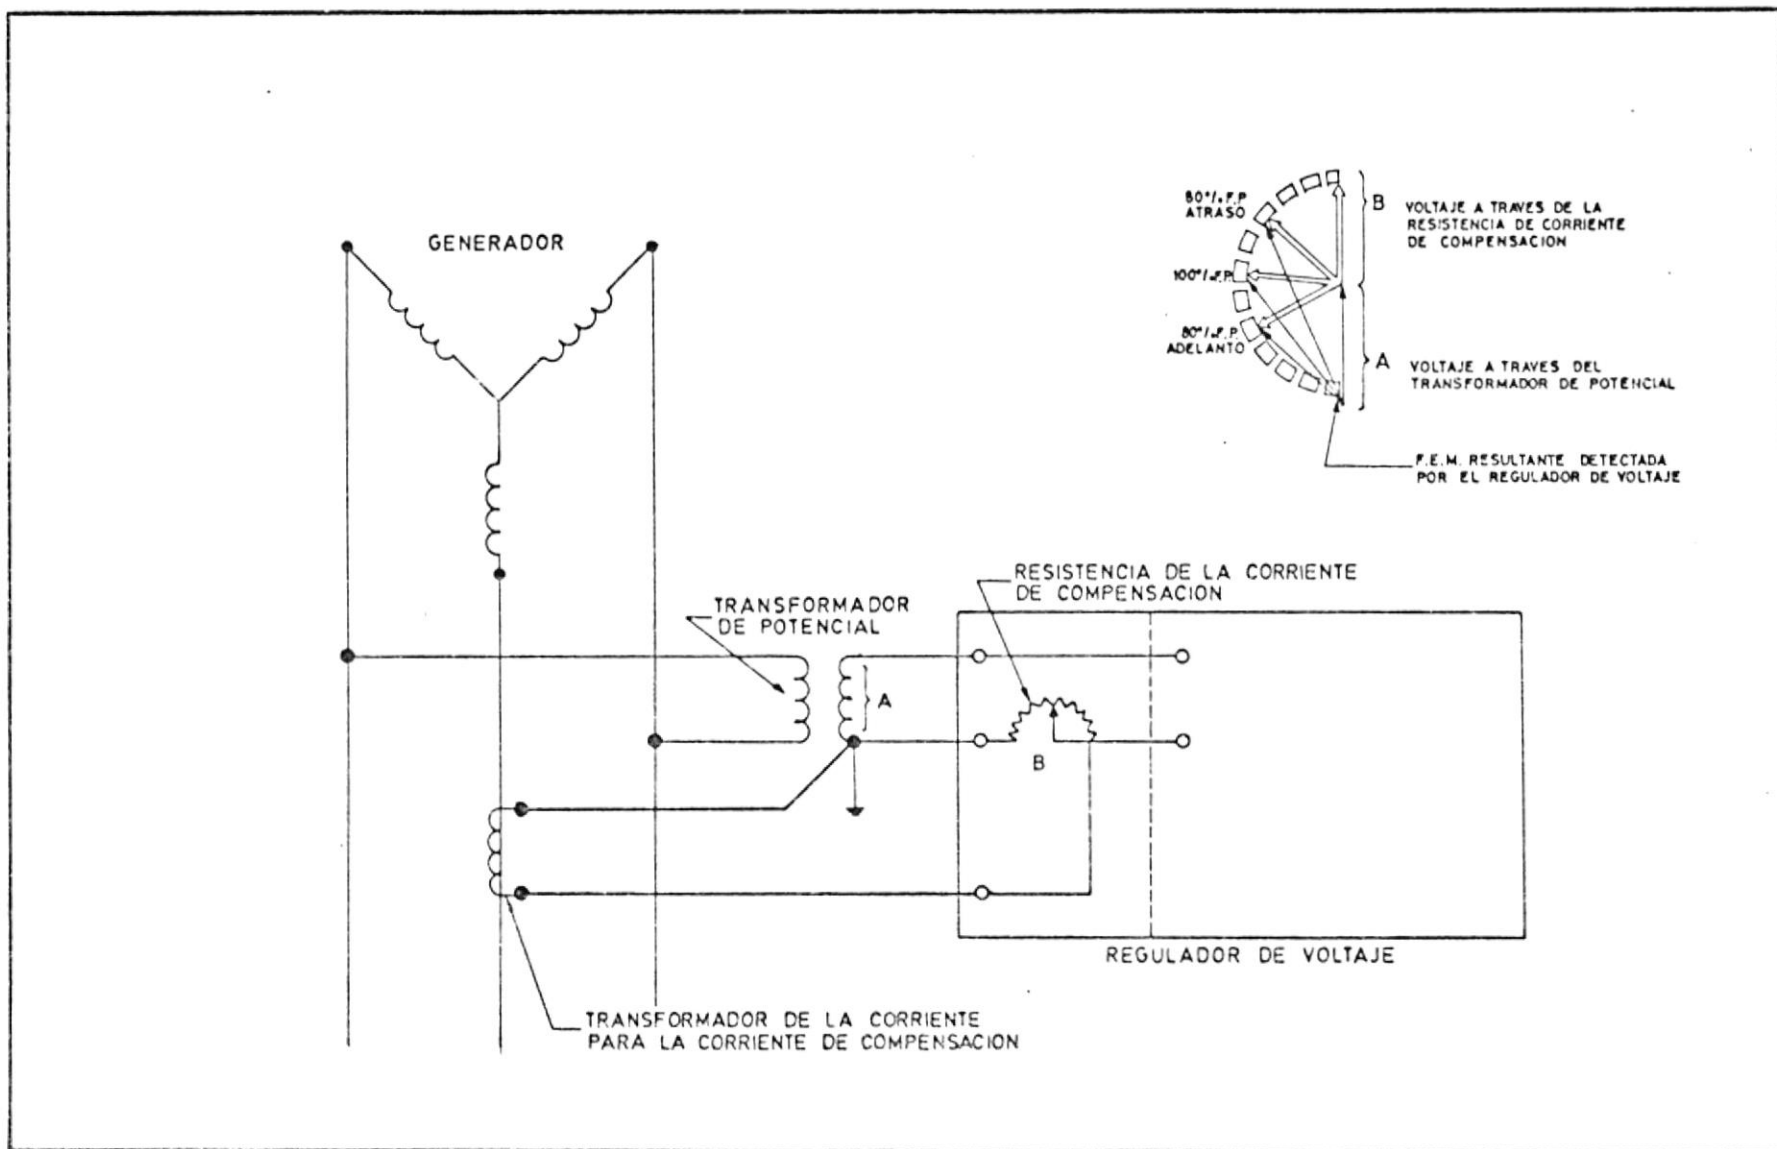 GENERADOR
80°/. F.P.
ATRASO
100°/. F.P.
80°/. F.P.
ADELANTO
B
VOLTAJE A TRAVES DE LA
RESISTENCIA DE CORRIENTE
DE COMPENSACION
A
VOLTAJE A TRAVES DEL
TRANSFORMADOR DE POTENCIAL
F.E.M. RESULTANTE DETECTADA
POR EL REGULADOR DE VOLTAJE
RESISTENCIA DE LA CORRIENTE
DE COMPENSACION
TRANSFORMADOR
DE POTENCIAL
A
B
REGULADOR DE VOLTAJE
TRANSFORMADOR DE LA CORRIENTE
PARA LA CORRIENTE DE COMPENSACION